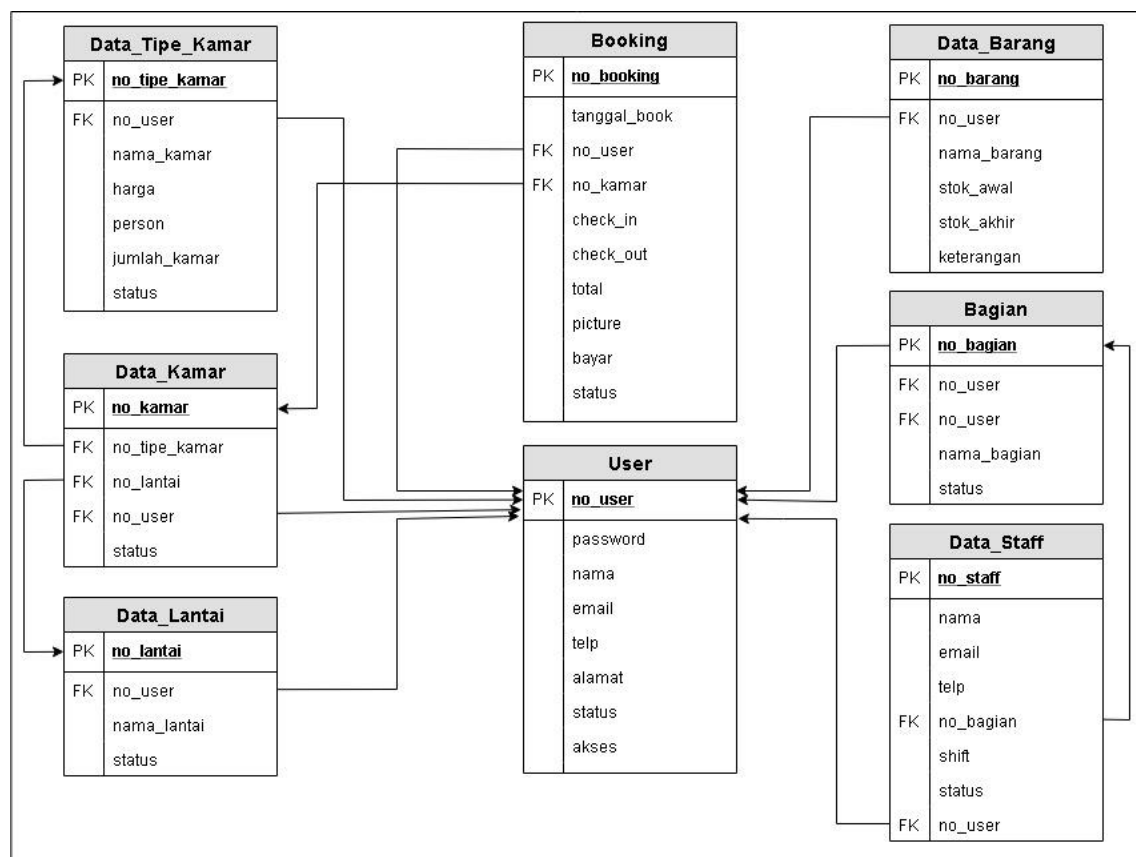 Data_Tipe_Kamar
PK no_tipe_kamar
FK no_user
nama_kamar
harga
person
jumlah_kamar
status
Data_Kamar
PK no_kamar
FK no_tipe_kamar
FK no_lantai
FK no_user
status
Data_Lantai
PK no_lantai
FK no_user
nama_lantai
status
Booking
PK no_booking
tanggal_book
FK no_user
FK no_kamar
check_in
check_out
total
picture
bayar
status
User
PK no_user
password
nama
email
telp
alamat
status
akses
Data_Barang
PK no_barang
FK no_user
nama_barang
stok_awal
stok_akhir
keterangan
Bagian
PK no_bagian
FK no_user
FK no_user
nama_bagian
status
Data_Staff
PK no_staff
nama
email
telp
FK no_bagian
shift
status
FK no_user